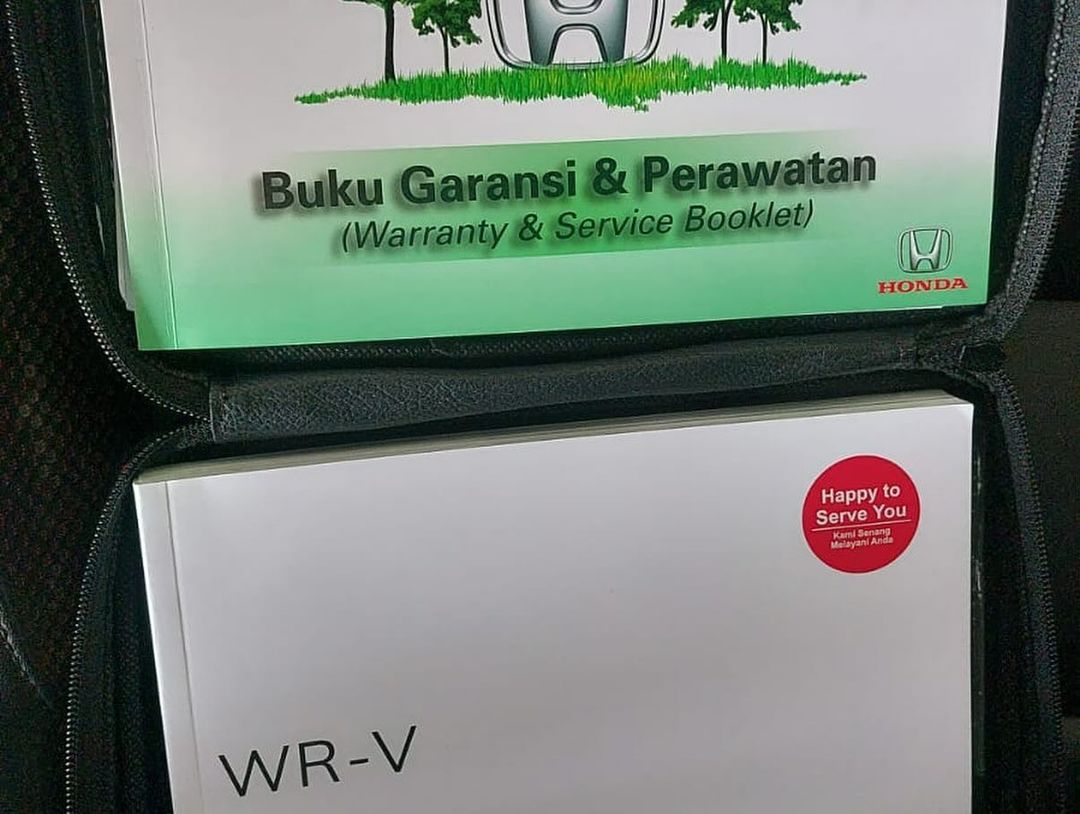 Buku Garansi & Perawatan
(Warranty & Service Booklet)
HONDA
Happy to
Serve You
Kami Senang
Melayani Anda
WR-V